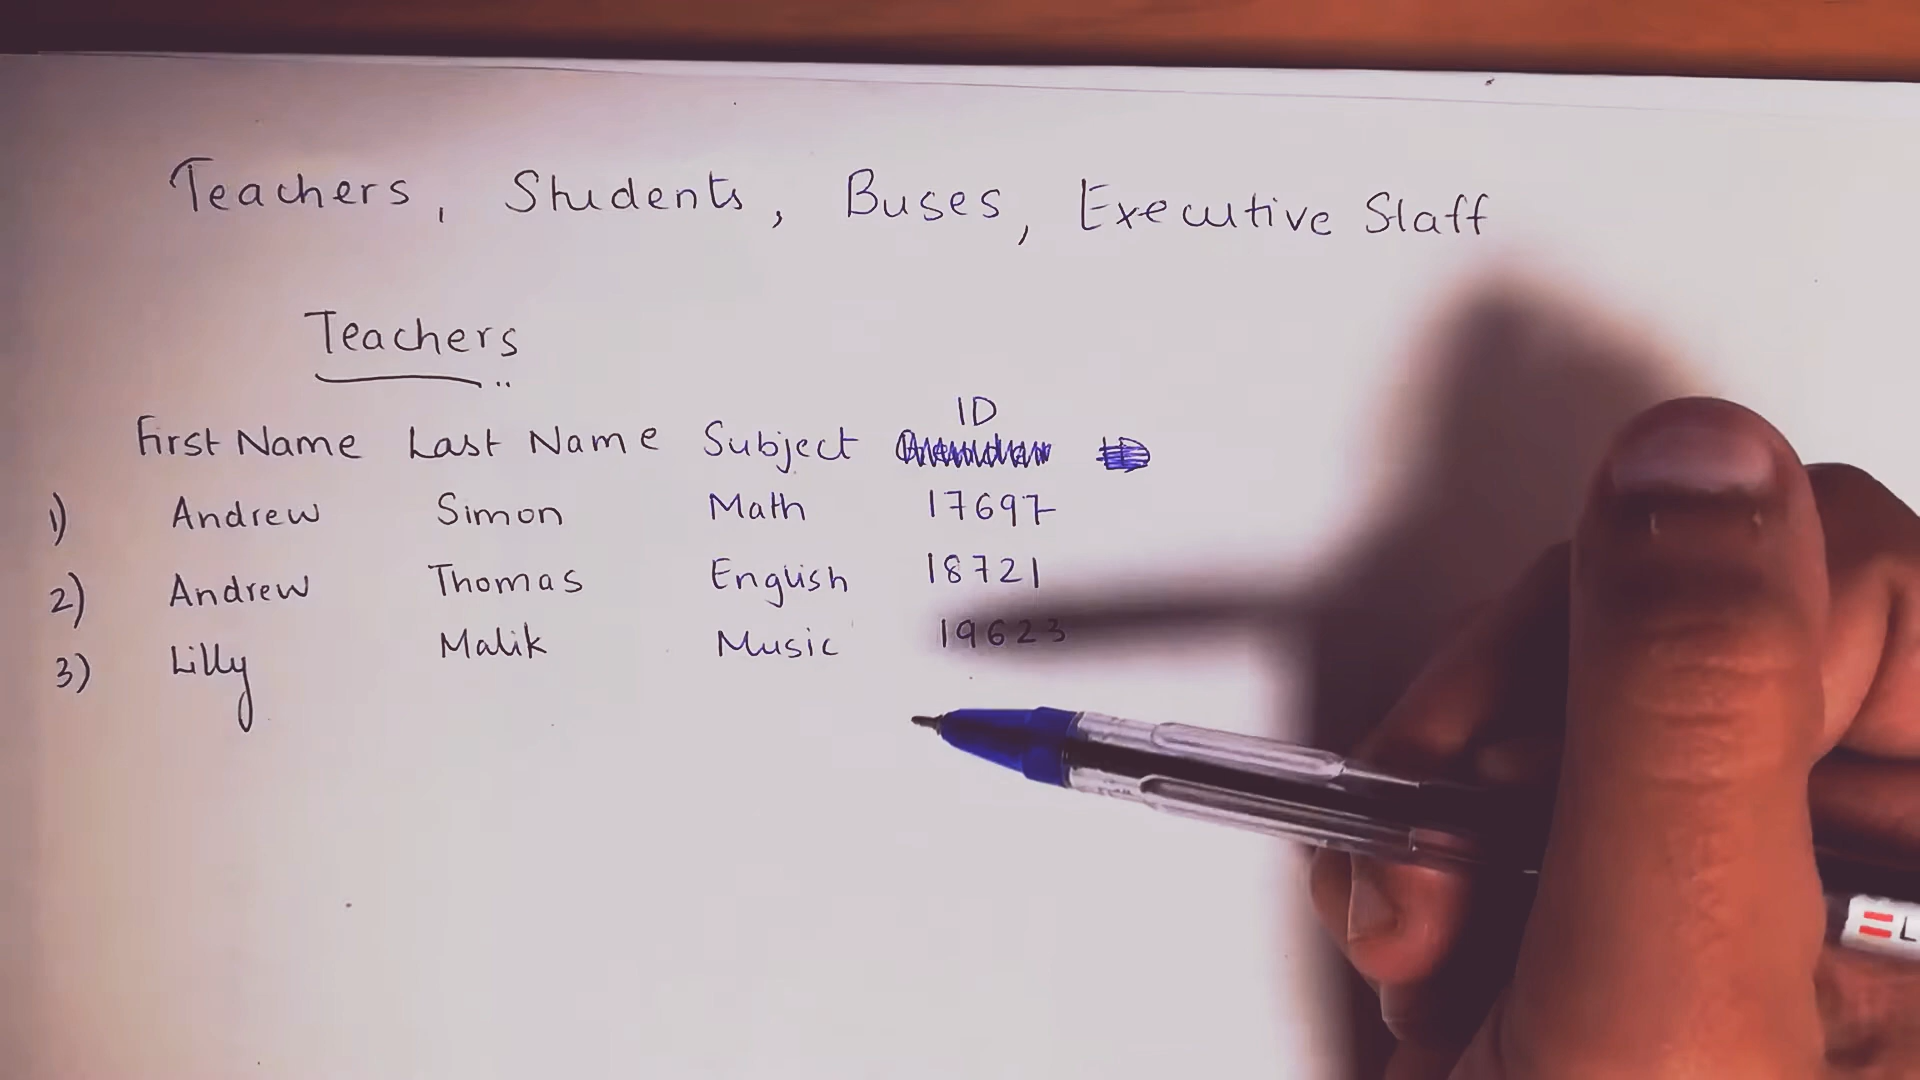 Teachers, Students, Buses, Executive Staff
Teachers
First Name Last Name Subject ID
1) Andrew Simon Math 17697
2) Andrew Thomas English 18721
3) Lilly Malik Music 19623